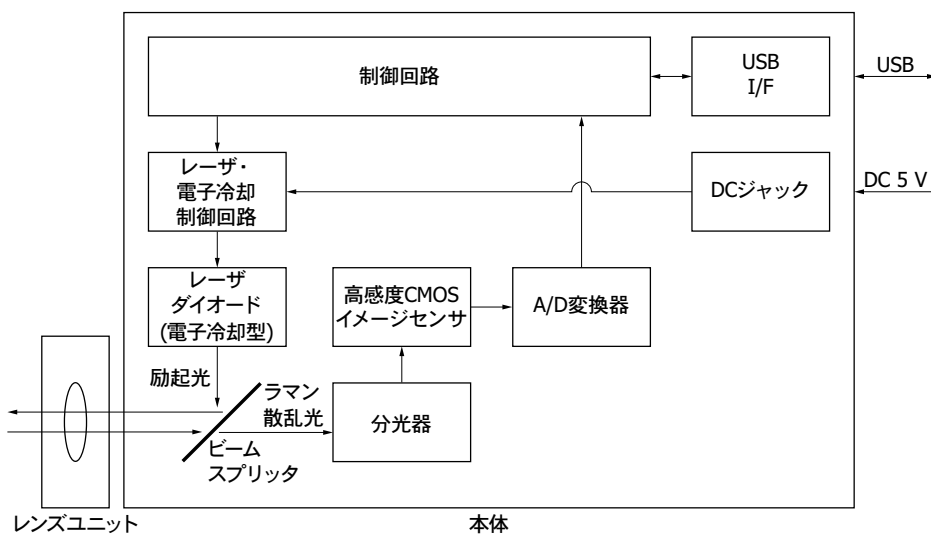 制御回路
USB
I/F
USB
レーザ・
電子冷却
制御回路
DCジャック
DC 5 V
レーザ
ダイオード
(電子冷却型)
高感度CMOS
イメージセンサ
A/D変換器
励起光
ラマン
散乱光
分光器
ビーム
スプリッタ
レンズユニット
本体